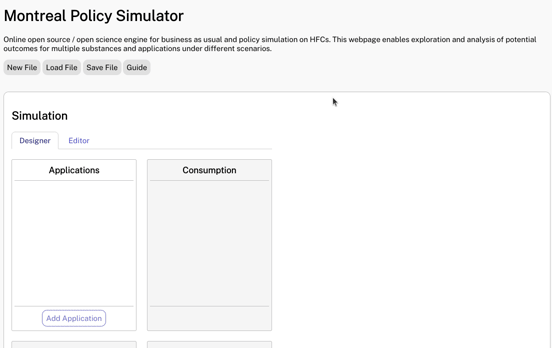 Montreal Policy Simulator
Online open source / open science engine for business as usual and policy simulation on HFCs. This webpage enables exploration and analysis of potential
outcomes for multiple substances and applications under different scenarios.
New File Load File Save File Guide
Simulation
Designer Editor
Applications Consumption
Add Application